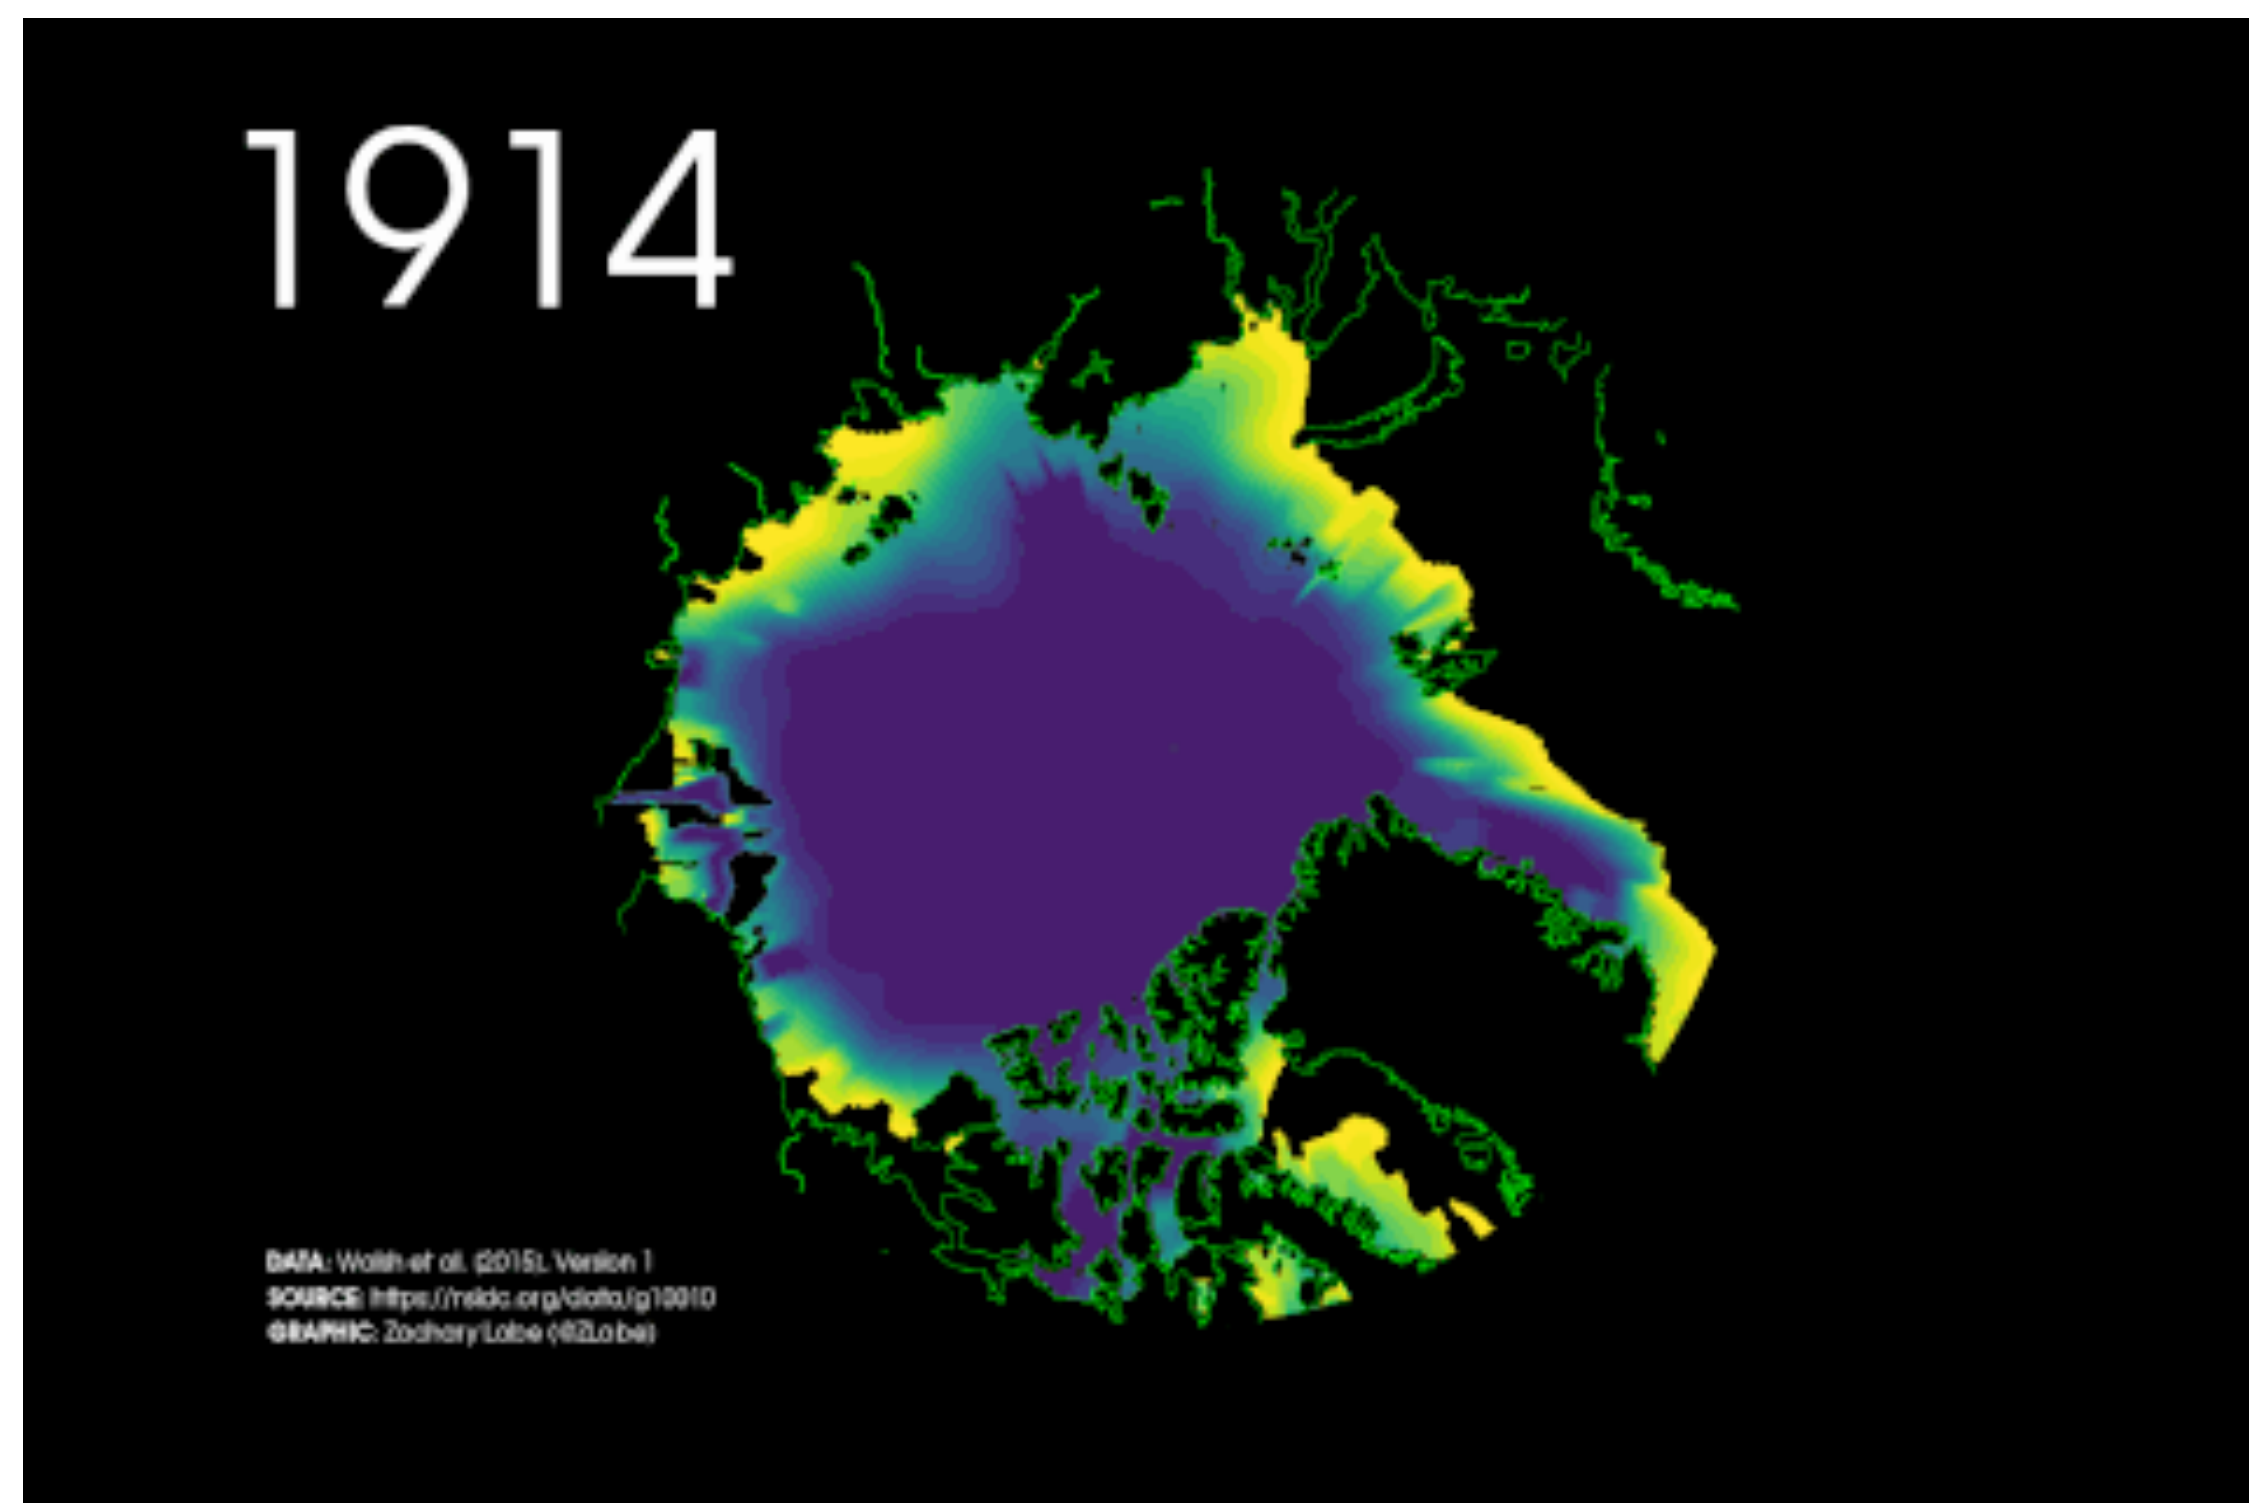 1914
DATA: Walsh et al. (2015), Version 1
SOURCE: https://nsidc.org/data/g10010
GRAPHIC: Zachary Labe (@ZLabe)